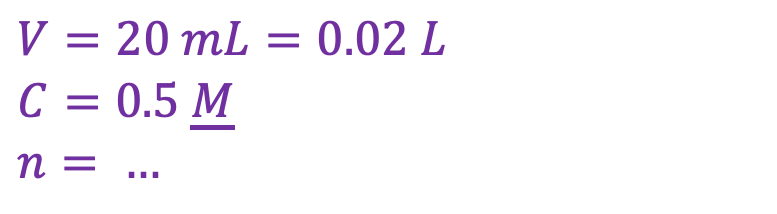 V = 20 mL = 0.02 L
C = 0.5 M
n = ...